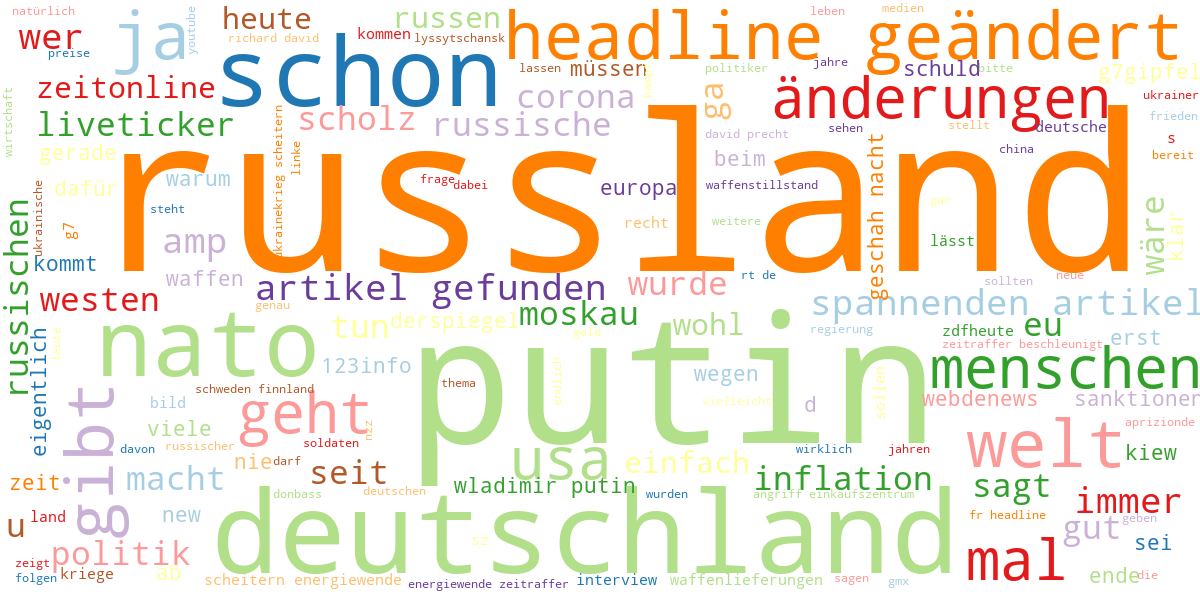 natürlich
wer
preise
ja
youtube
heute
richard david
kommen
russen
lyssytschansk
headline geändert
leben
medien
schon
zeitonline
liveticker
scholz
lassen
müssen
corona
russische
politiker
jahre
schuld
bitte
g7gipfel
änderungen
ukrainer
frieden
wirtschaft
gerade
dafür
warum
ukrainekrieg scheitern
linke
frage
dabei
europa
ga
david precht
beim
waffenstillstand
sehen
stellt
deutsche
china
s
bereit
russland
geschah nacht
steht
ukrainische
g7
amp
recht
weitere
gmx
lässt
wäre
klar
russischen
kommt
waffen
westen
genau
artikel gefunden
wurde
rt de
sollten
neue
moskau
spannenden artikel
nato
tun
derspiegel
geld
wohl
regierung
zdfheute
eu
erst
zeitraffer beschleunigt
eigentlich
leute
123info
putin
menschen
schweden finnland
thema
endlich
wegen
vielleicht
d
sollen
webdenews
sanktionen
gibt
bild
viele
geht
nzz
soldaten
davon
russischer
apriziende
welt
wirklich
jahren
kiew
nie
darf
seit
usa
einfach
inflation
zeit
macht
wladimir putin
sagt
u
land
new
donbass
deutschen
wurden
angriff einkaufszentrum
immer
fr headline
gut
geben
deutschland
politik
sz
mal
sei
zeigt
folgen
kriege
ab
scheitern energiewende
energiewende zeitraffer
interview
waffenlieferungen
sagen
gmx
ende
die